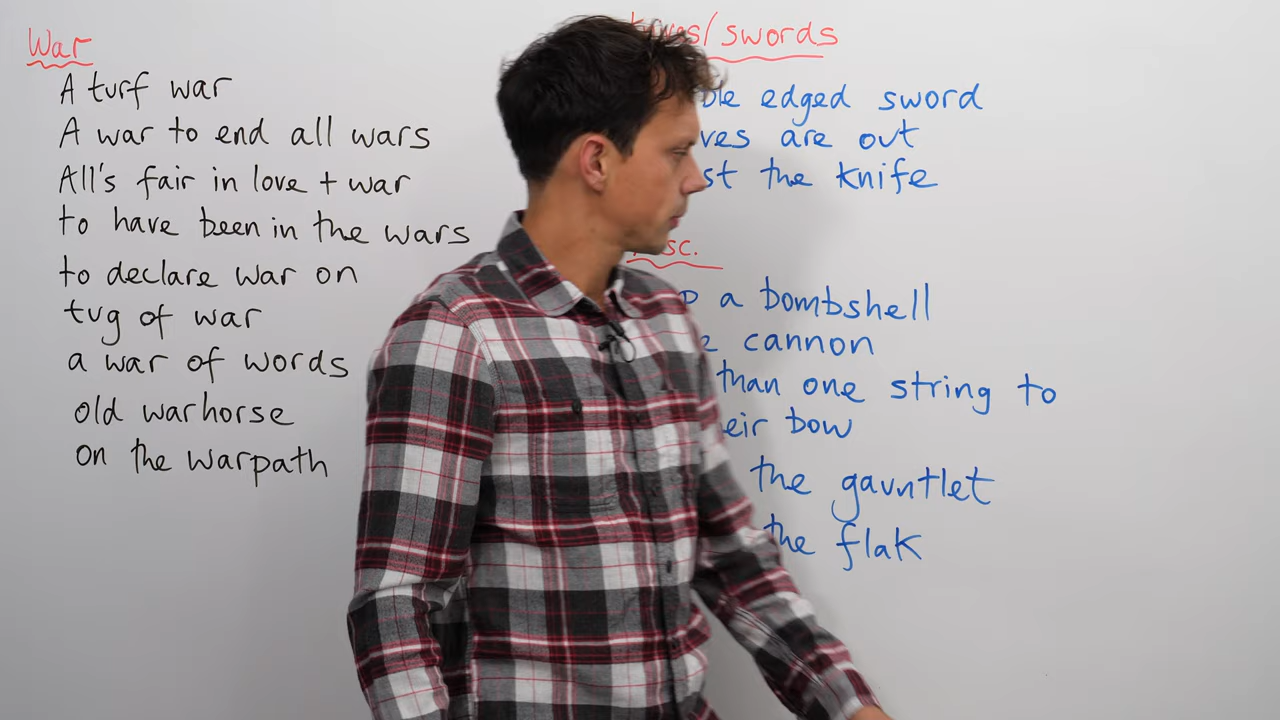 War
A turf war
A war to end all wars
All's fair in love + war
to have been in the wars
to declare war on
tug of war
a war of words
old warhorse
on the warpath
swords
edged sword
are out
the knife
a bombshell
cannon
than one string to
bow
the gauntlet
the flak